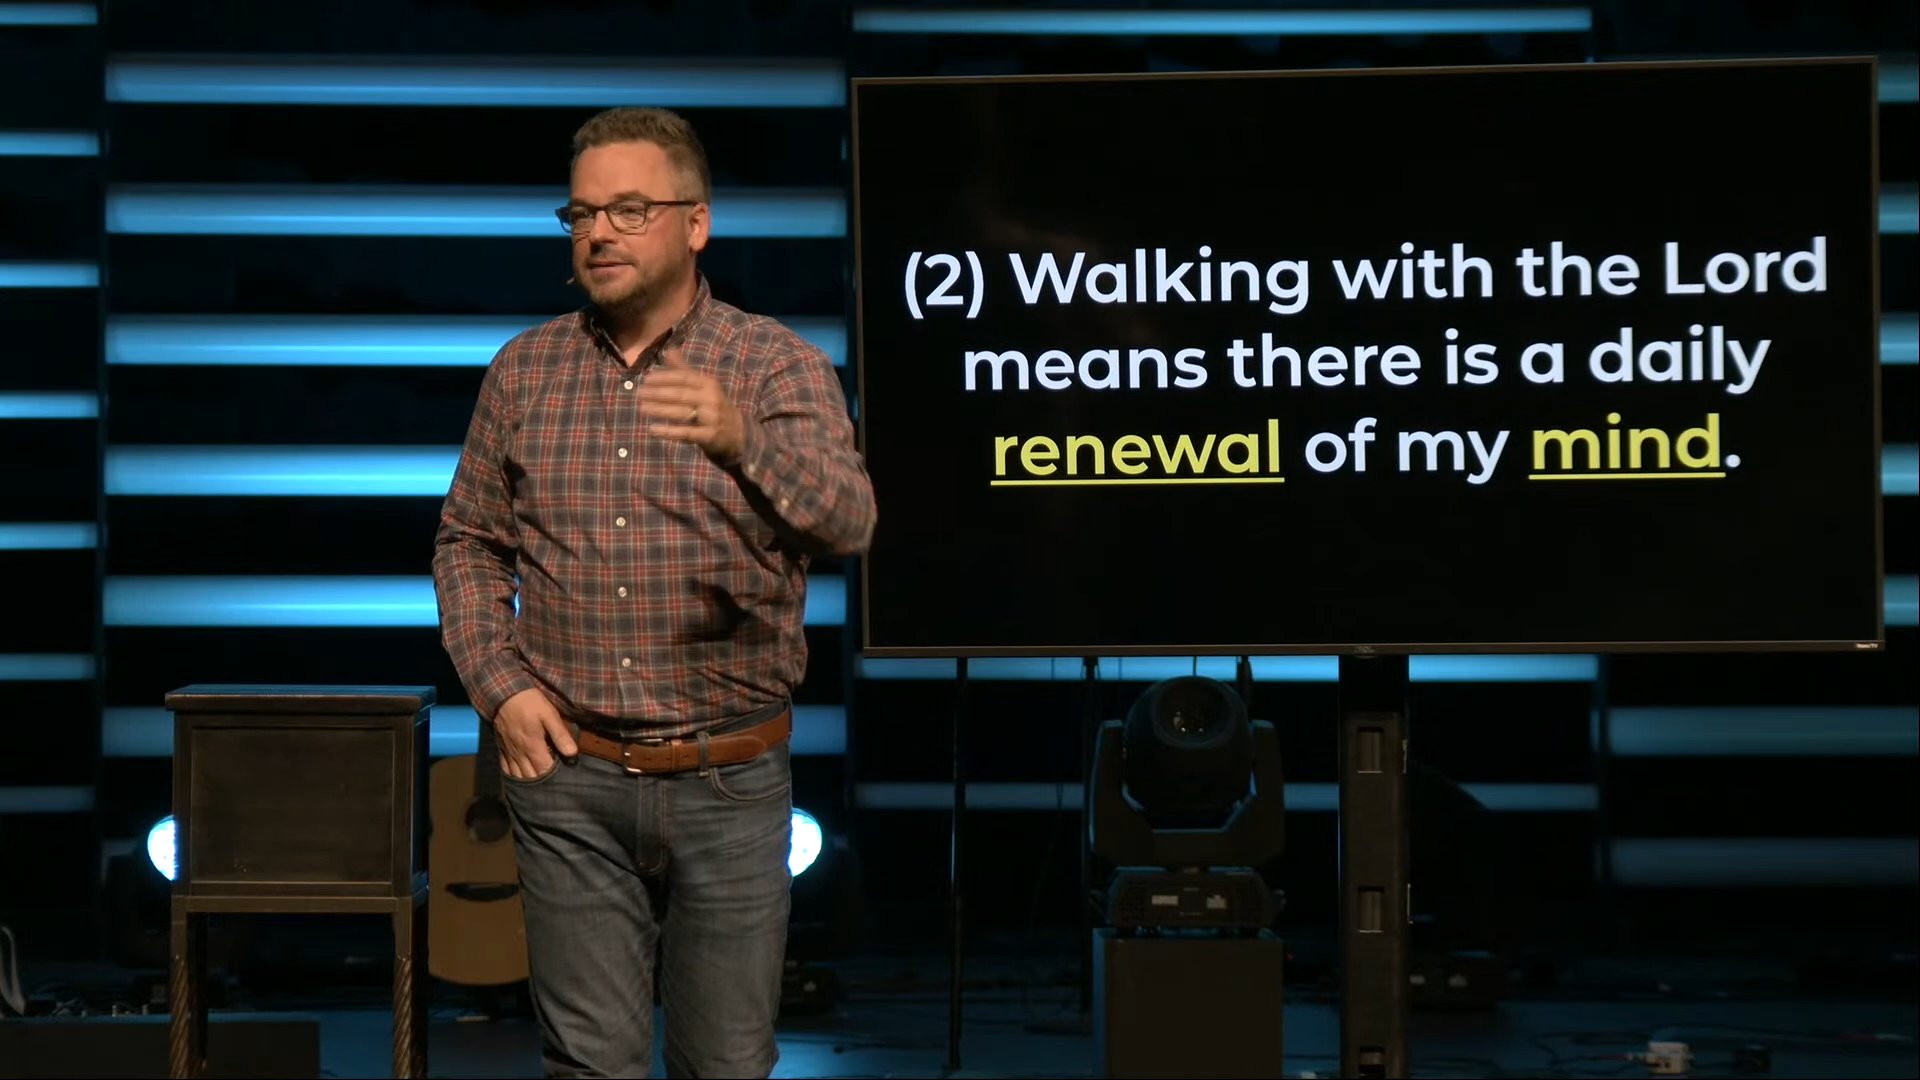 (2) Walking with the Lord
means there is a daily
renewal of my mind.